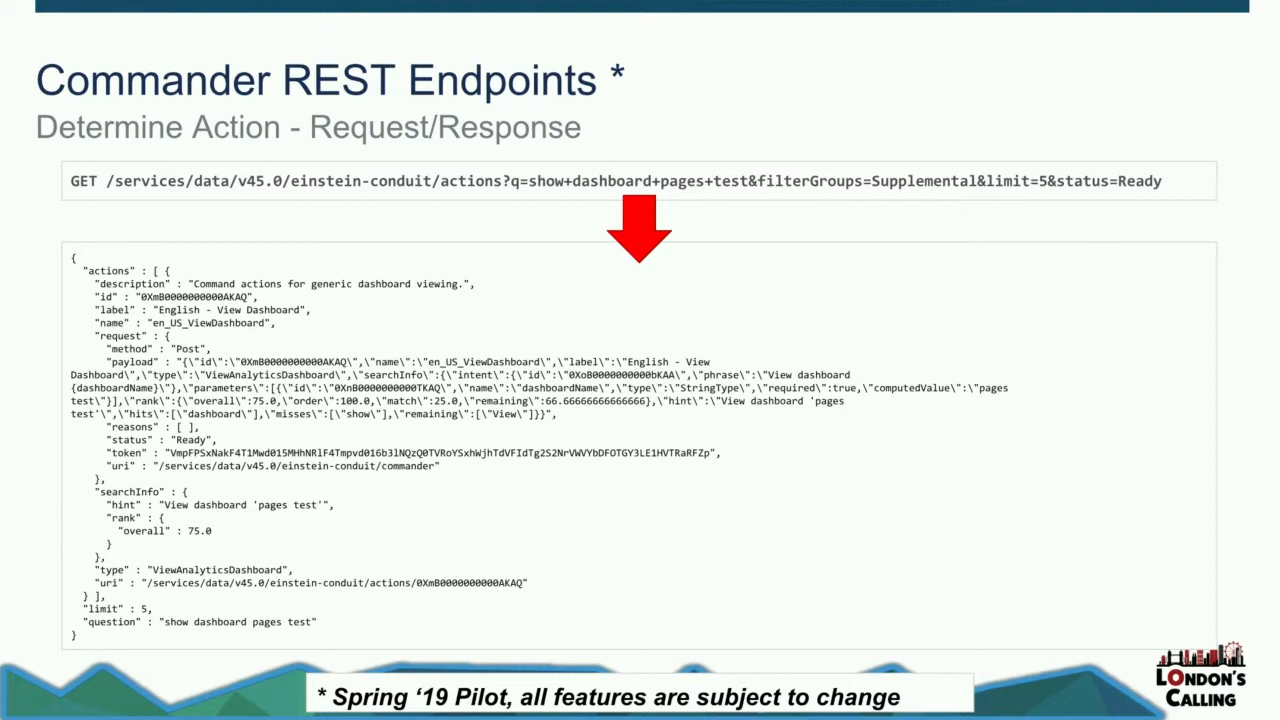 Commander REST Endpoints *
Determine Action - Request/Response
GET /services/data/v45.0/einstein-conduit/actions?q=show+dashboard+pages+test&filterGroups=Supplemental&limit=5&status=Ready
{
"actions" : [ {
"description" : "Command actions for generic dashboard viewing.",
"id" : "0XmB0000000000AKAQ",
"label" : "English - View Dashboard",
"name" : "en_US_ViewDashboard",
"request" : {
"method" : "Post",
"payload" : "{\"id\":\"0XmB0000000000AKAQ\",\"name\":\"en_US_ViewDashboard\",\"label\":\"English - View
Dashboard\",\"type\":\"ViewAnalyticsDashboard\",\"searchInfo\":{\"intent\":{\"id\":\"0XoB0000000000bKAA\",\"phrase\":\"View dashboard
{dashboardName}\"},\"parameters\":[{\"id\":\"0XnB0000000000TKAQ\",\"name\":\"dashboardName\",\"type\":\"StringType\",\"required\":true,\"computedValue\":\"pages
test\"}],\"rank\":{\"overall\":75.0,\"order\":100.0,\"match\":25.0,\"remaining\":66.66666666666666},\"hint\":\"View dashboard 'pages
test'\",\"hits\":[\"dashboard\"],\"misses\":[\"show\"],\"remaining\":[\"View\"]}}",
"reasons" : [ ],
"status" : "Ready",
"token" : "VmpFPSxNakF4T1Mwd015MHhNRlF4Tmpvd016b3lNQzQ0TVRoYSxhWjhTdVFIdTg2S2NrVWVYbDFOTGY3LE1HVTRaRFZp",
"uri" : "/services/data/v45.0/einstein-conduit/commander"
},
"searchInfo" : {
"hint" : "View dashboard 'pages test'",
"rank" : {
"overall" : 75.0
}
},
"type" : "ViewAnalyticsDashboard",
"uri" : "/services/data/v45.0/einstein-conduit/actions/0XmB0000000000AKAQ"
} ],
"limit" : 5,
"question" : "show dashboard pages test"
}
* Spring ‘19 Pilot, all features are subject to change
LONDON'S
CALLING